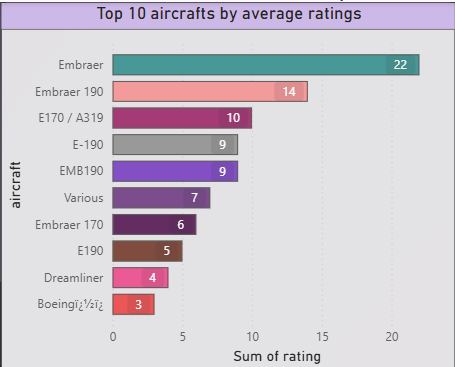 Top 10 aircrafts by average ratings
aircraft
Embraer 22
Embraer 190 14
E170 / A319 10
E-190 9
EMB190 9
Various 7
Embraer 170 6
E190 5
Dreamliner 4
Boeingï¿½ï¿ 3
0 5 10 15 20
Sum of rating